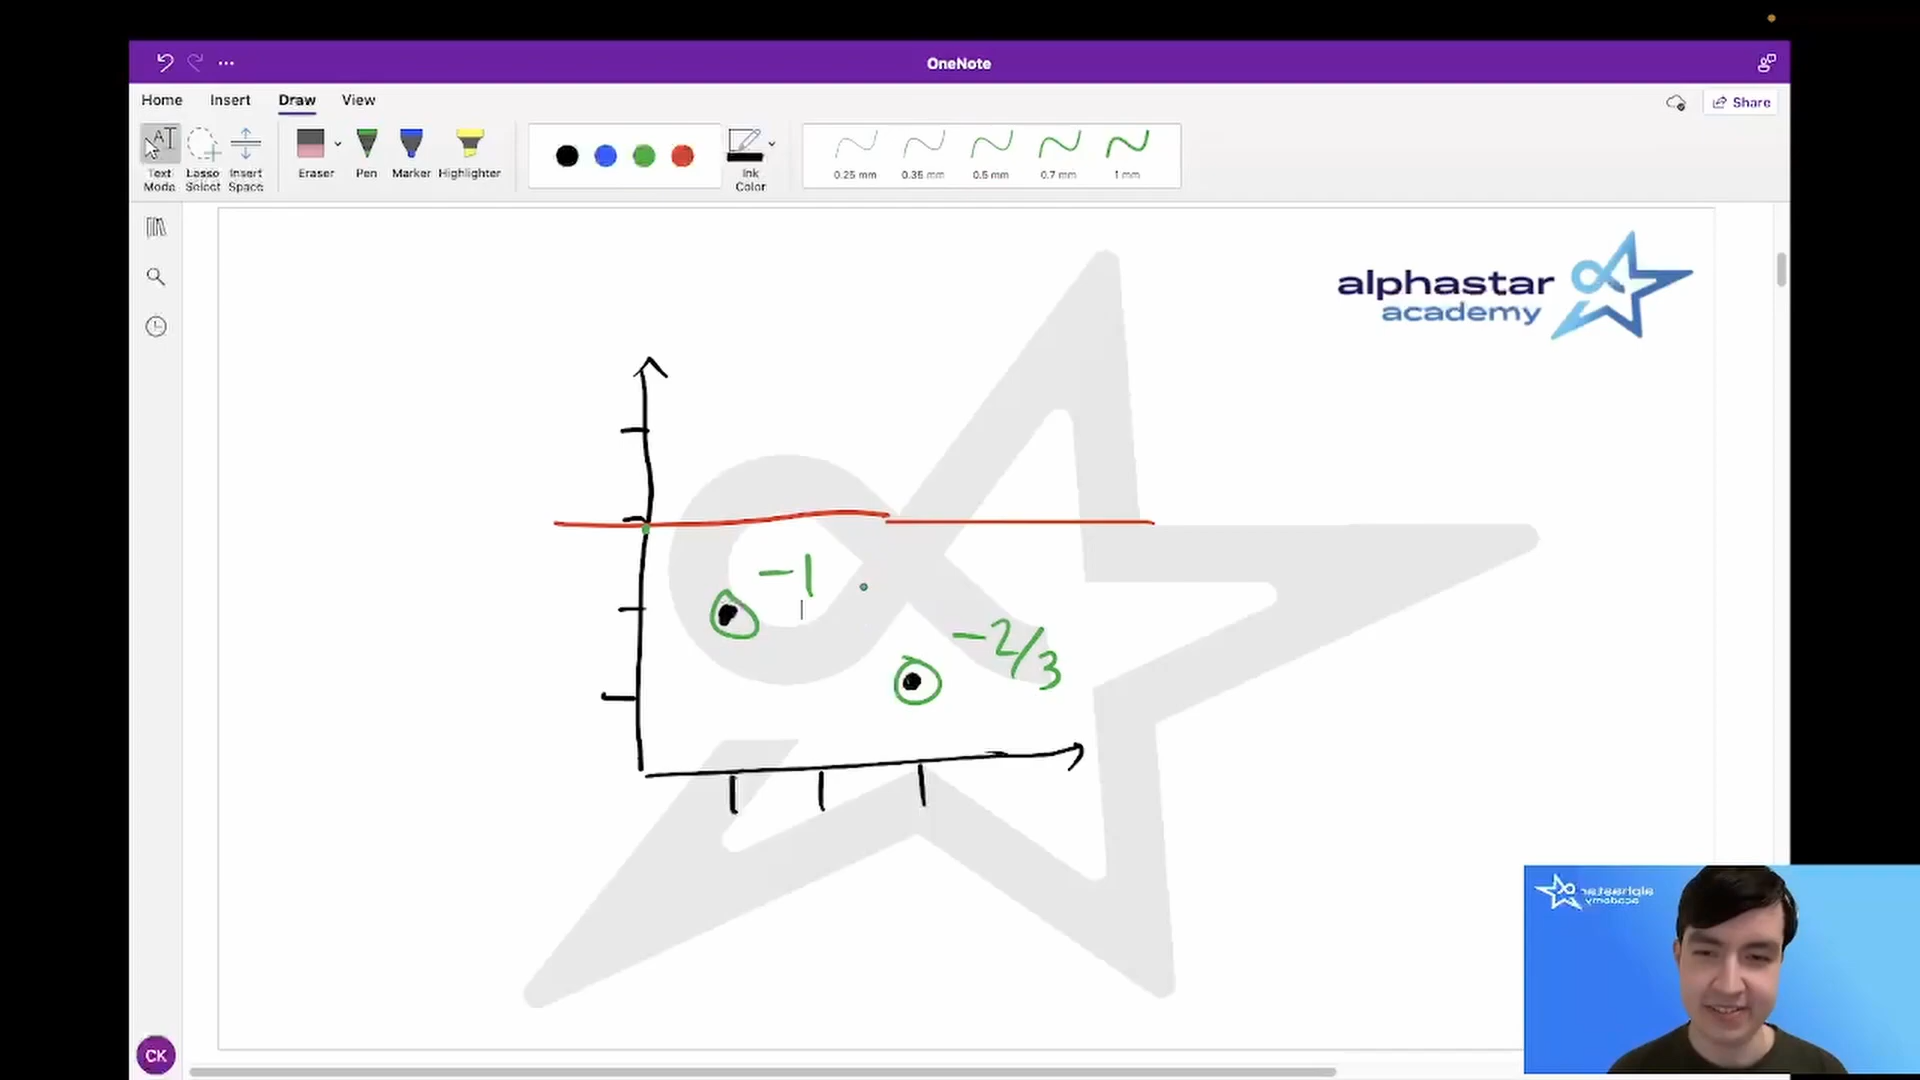 OneNote
Home Insert Draw View
Share
Text Mode
Lasso Select
Insert Space
Eraser
Pen
Marker
Highlighter
Ink Color
0.25 mm
0.35 mm
0.5 mm
0.7 mm
1 mm
alphastar
academy
-1
-2/3
alphastar
academy
CK